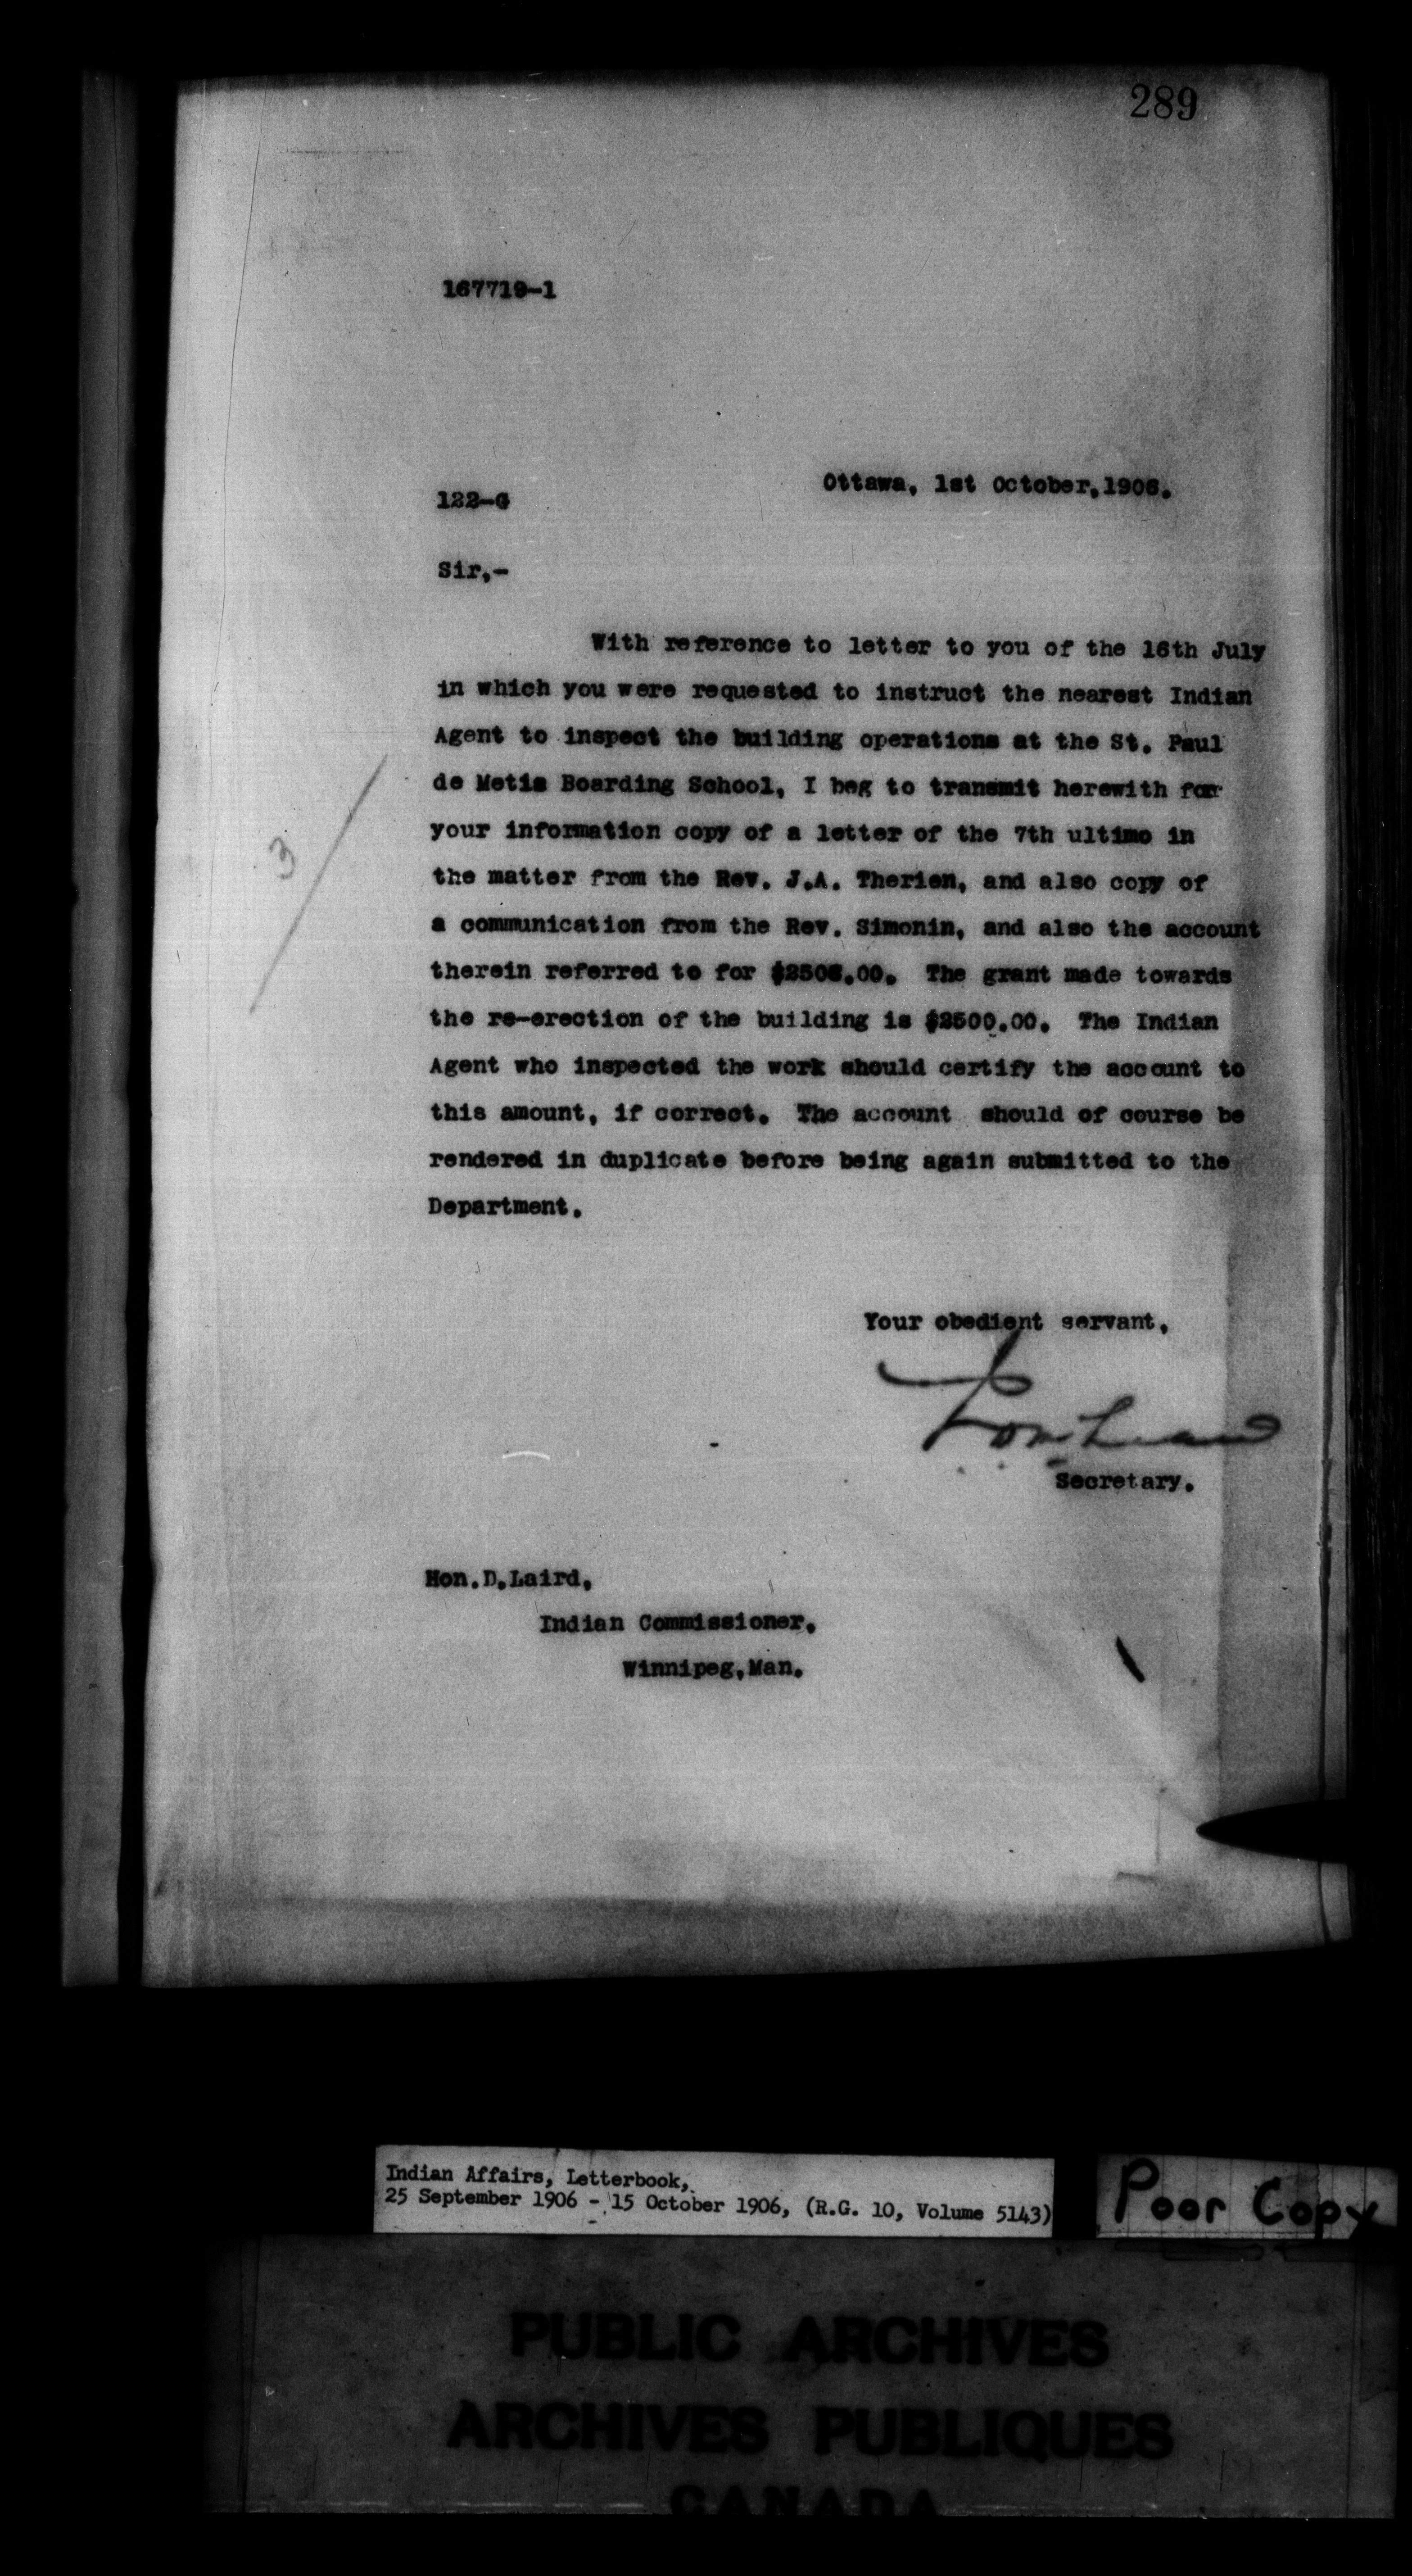 289
167719-1
Ottawa, 1st October,1906.
122-G
Sir,-
With reference to letter to you of the 16th July
in which you were requested to instruct the nearest Indian
Agent to inspect the building operations at the St. Paul
de Metis Boarding School, I beg to transmit herewith for
your information copy of a letter of the 7th ultimo in
the matter from the Rev. J.A. Therien, and also copy of
3
a communication from the Rev. Simonin, and also the account
therein referred to for $2506.00. The grant made towards
the re-erection of the building is $2500.00. The Indian
Agent who inspected the work should certify the account to
this amount, if correct. The account should of course be
rendered in duplicate before being again submitted to the
Department.
Your obedient servant,
Secretary.
Hon.D.Laird,
Indian Commissioner,
Winnipeg,Man.
Indian Affairs, Letterbook,
25 September 1906 - 15 October 1906, (R.G. 10, Volume 5143)
Poor Copy
PUBLIC ARCHIVES
ARCHIVES PUBLIQUES
CANADA